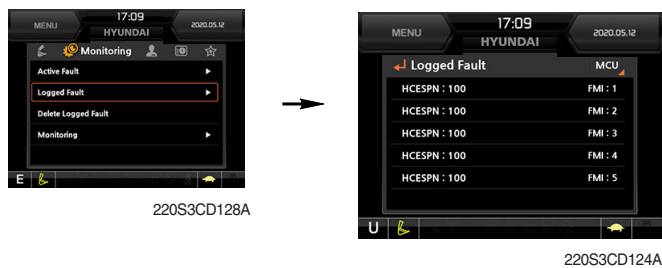 MENU 17:09 2020.05.12
HYUNDAI
Monitoring
Active Fault
Logged Fault
Delete Logged Fault
Monitoring
E
220S3CD128A
MENU 17:09 2020.05.12
HYUNDAI
Logged Fault MCU
HCESPN : 100 FMI : 1
HCESPN : 100 FMI : 2
HCESPN : 100 FMI : 3
HCESPN : 100 FMI : 4
HCESPN : 100 FMI : 5
U
220S3CD124A